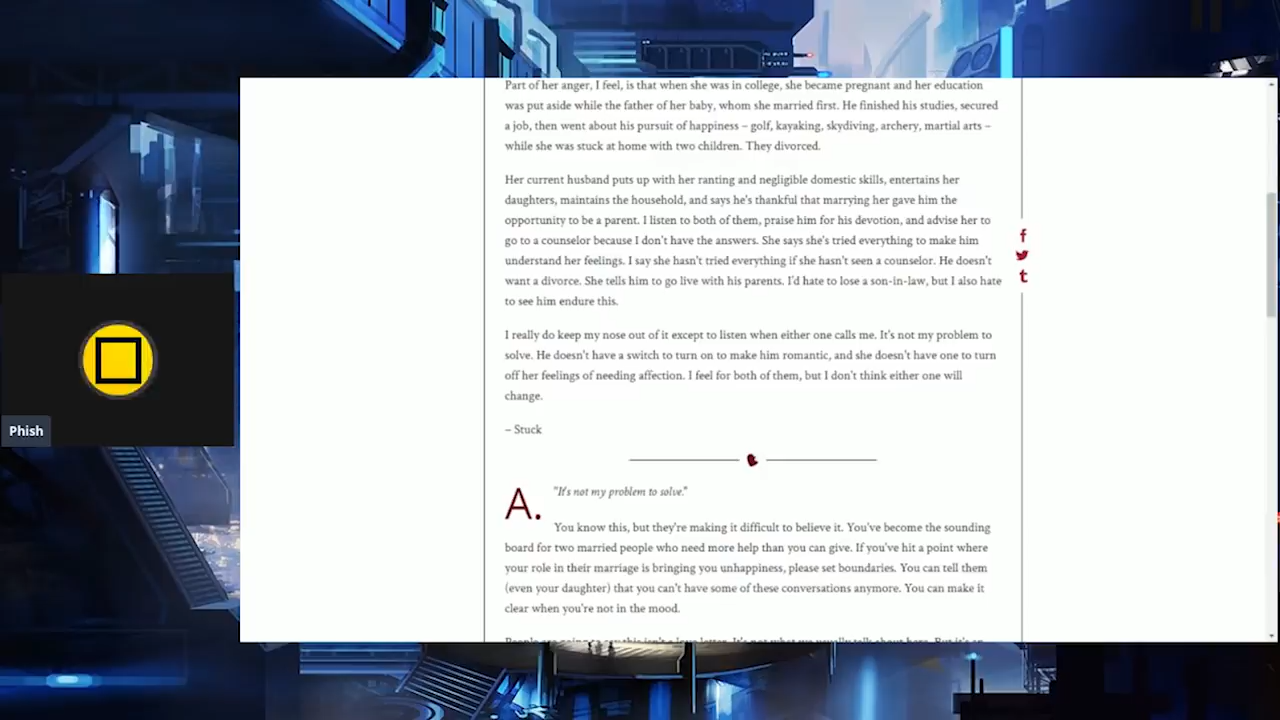 Part of her anger, I feel, is that when she was in college, she became pregnant and her education
was put aside while the father of her baby, whom she married first. He finished his studies, secured
a job, then went about his pursuit of happiness – golf, kayaking, skydiving, archery, martial arts –
while she was stuck at home with two children. They divorced.
Her current husband puts up with her ranting and negligible domestic skills, entertains her
daughters, maintains the household, and says he's thankful that marrying her gave him the
opportunity to be a parent. I listen to both of them, praise him for his devotion, and advise her to
go to a counselor because I don't have the answers. She says she's tried everything to make him
understand her feelings. I say she hasn't tried everything if she hasn't seen a counselor. He doesn't
want a divorce. She tells him to go live with his parents. I'd hate to lose a son-in-law, but I also hate
to see him endure this.
I really do keep my nose out of it except to listen when either one calls me. It's not my problem to
solve. He doesn't have a switch to turn on to make him romantic, and she doesn't have one to turn
off her feelings of needing affection. I feel for both of them, but I don't think either one will
change.
– Stuck
A.
"It's not my problem to solve."
You know this, but they're making it difficult to believe it. You've become the sounding
board for two married people who need more help than you can give. If you've hit a point where
your role in their marriage is bringing you unhappiness, please set boundaries. You can tell them
(even your daughter) that you can't have some of these conversations anymore. You can make it
clear when you're not in the mood.
Phish